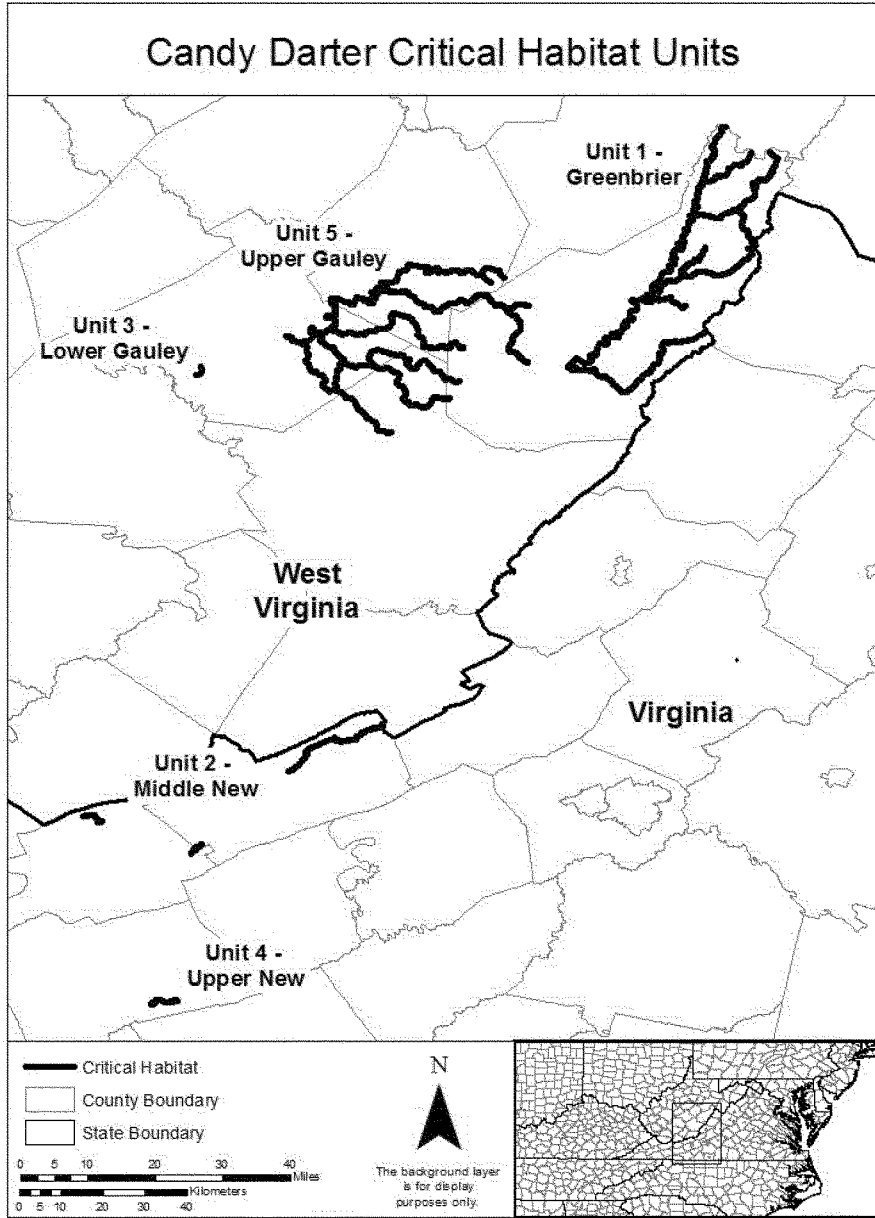 Candy Darter Critical Habitat Units
Unit 1 -
Greenbrier
Unit 5 -
Upper Gauley
Unit 3 -
Lower Gauley
West
Virginia
Virginia
Unit 2 -
Middle New
Unit 4 -
Upper New
Critical Habitat
County Boundary
State Boundary
0 5 10 20 30 40
Miles
Kilometers
0 5 10 20 30 40
N
The background layer
is for display
purposes only.